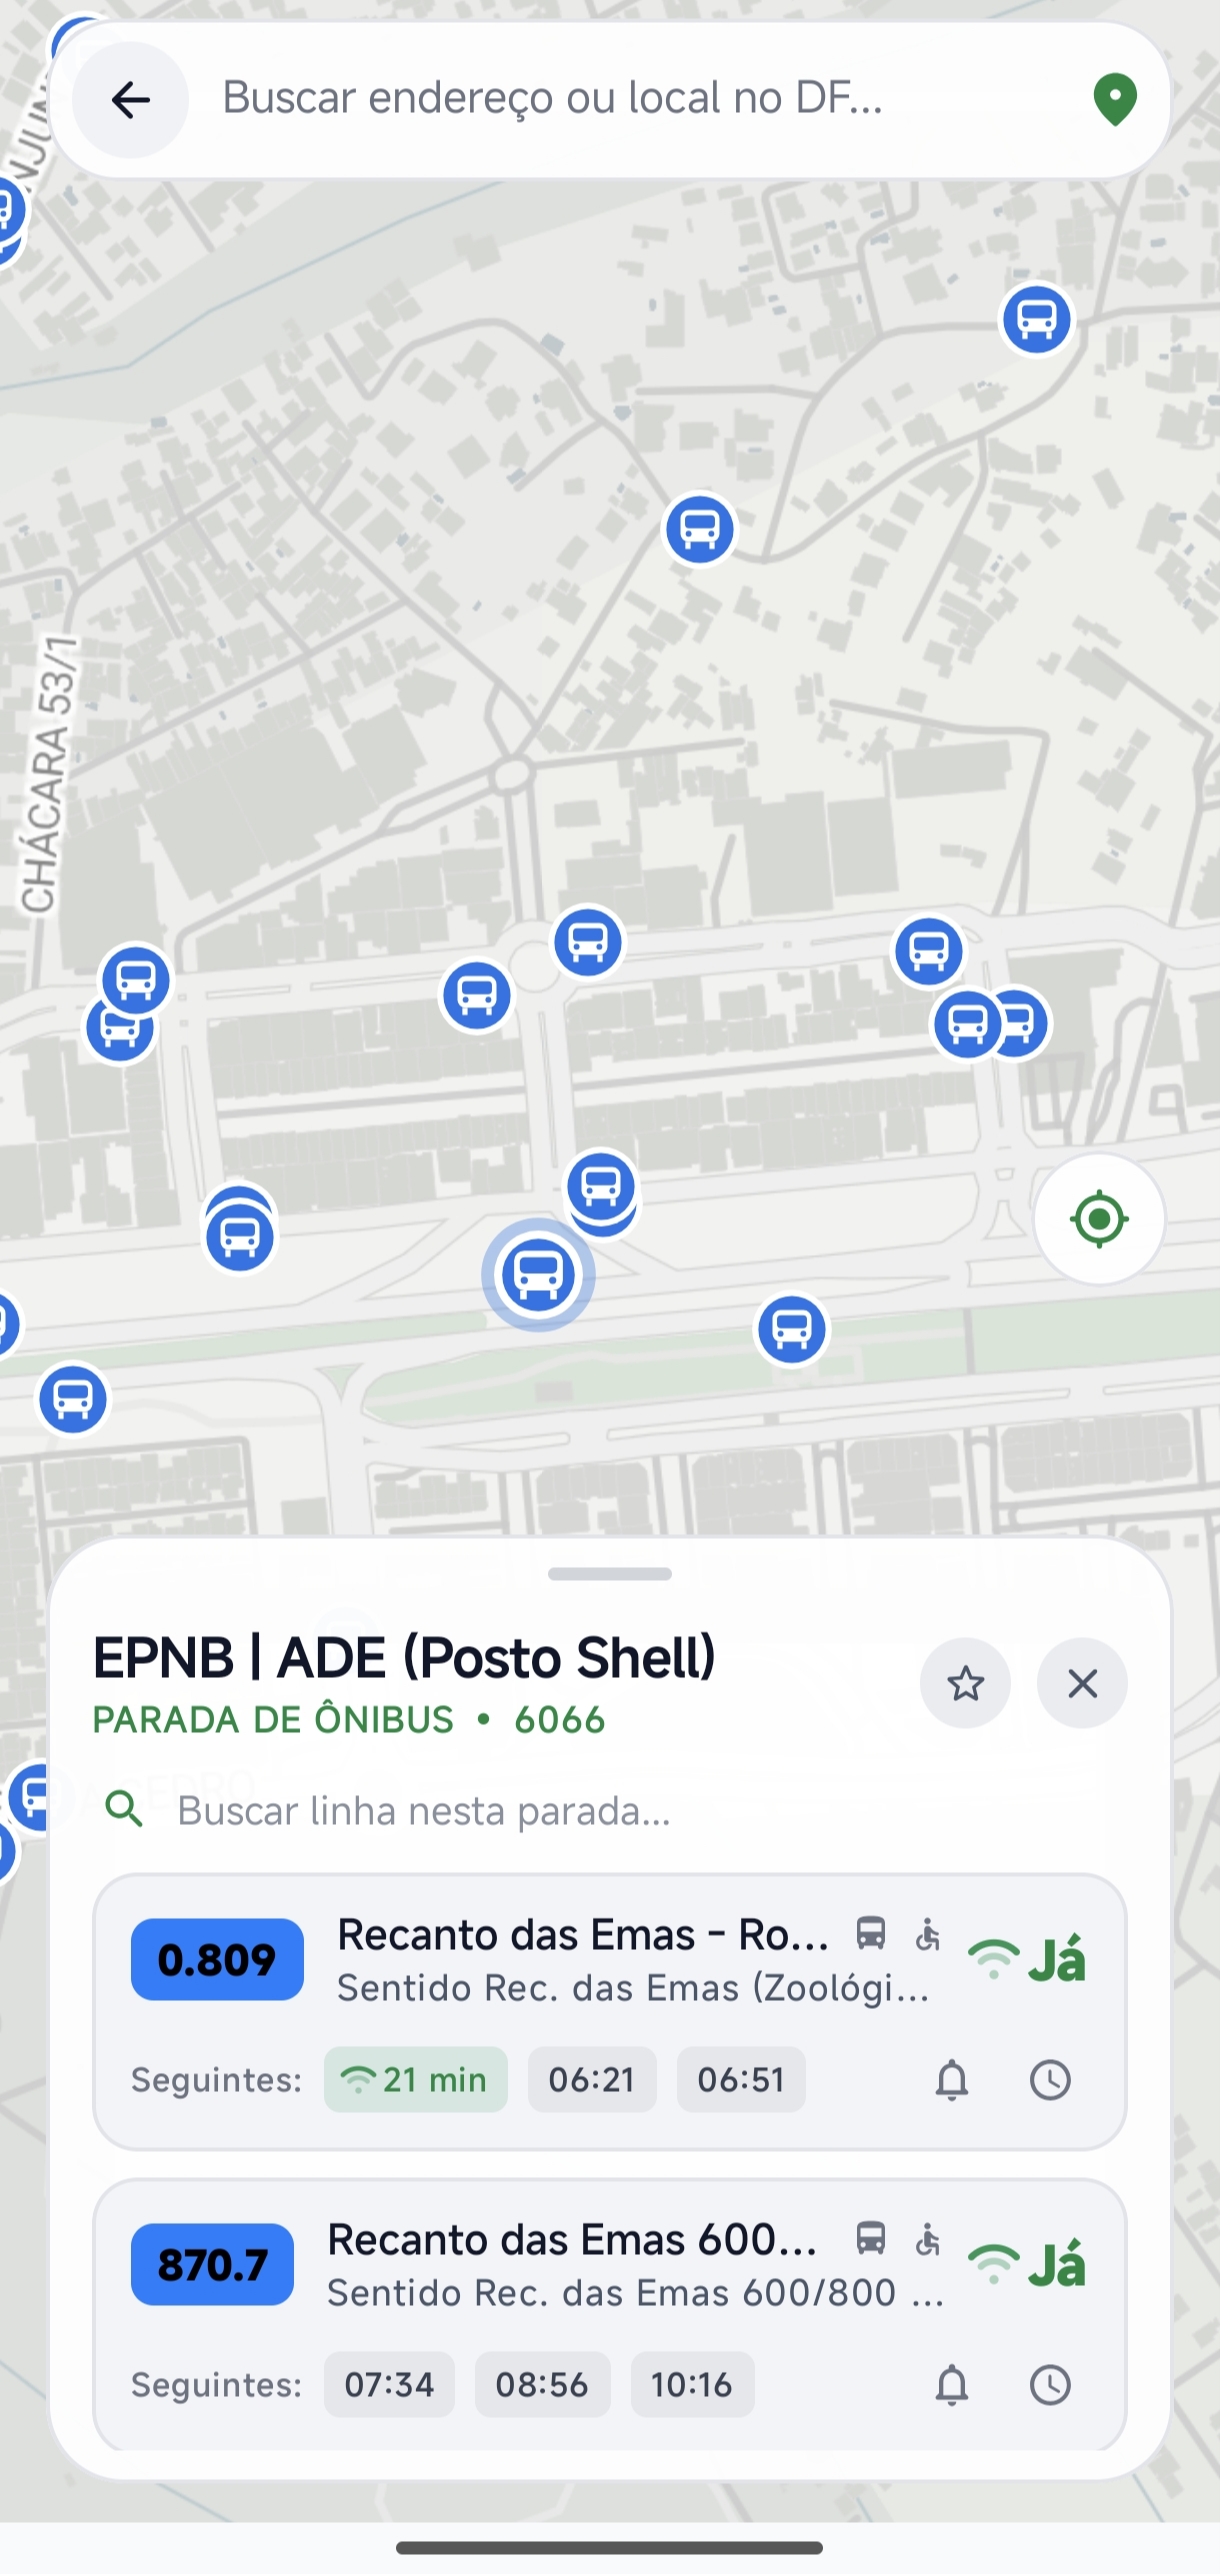 Buscar endereço ou local no DF...
CHÁCARA 53/1
EPNB | ADE (Posto Shell)
PARADA DE ÔNIBUS • 6066
Buscar linha nesta parada...
0.809
Recanto das Emas - Ro...
Já
Sentido Rec. das Emas (Zoológi...
Seguintes: 21 min 06:21 06:51
870.7
Recanto das Emas 600...
Já
Sentido Rec. das Emas 600/800 ...
Seguintes: 07:34 08:56 10:16